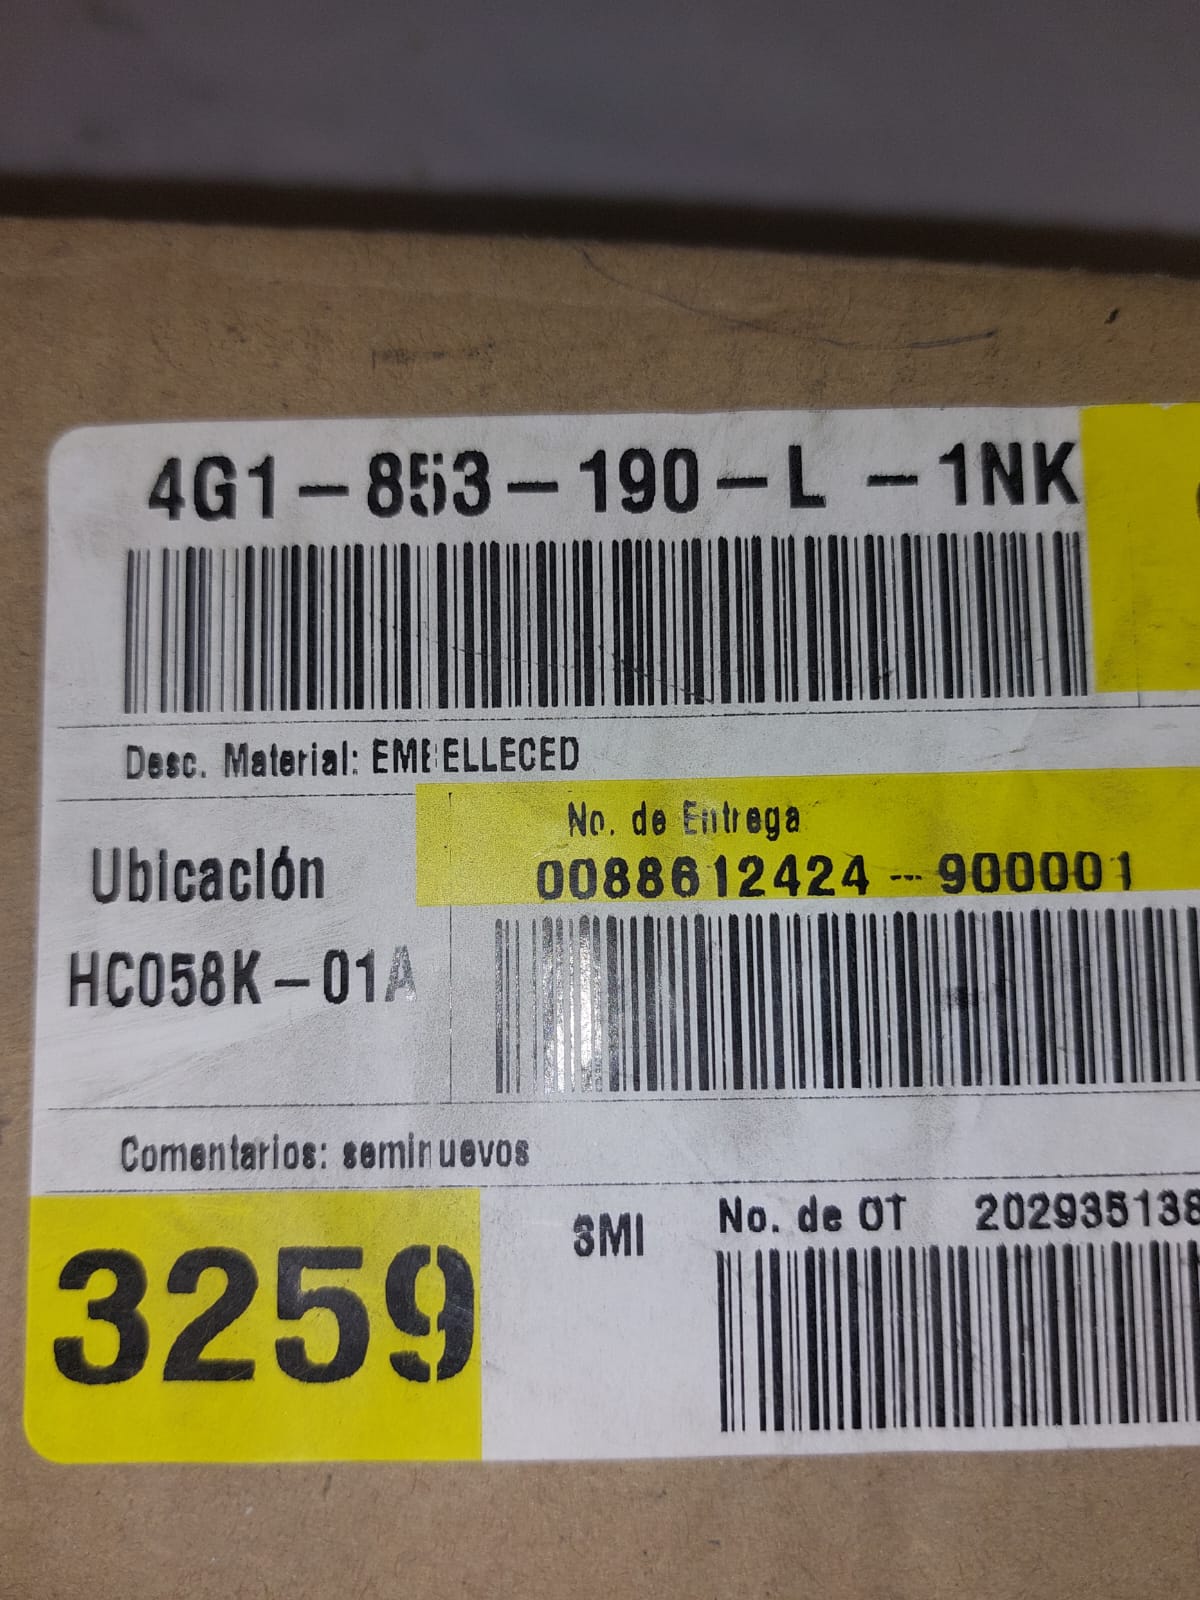 4G1-853-190-L -1NK
Desc. Material: EMBELLECED
No. de Entrega
0088612424-900001
Ubicación
HC058K-01A
Comentarios: seminuevos
3259
SMI
No. de OT 202935138